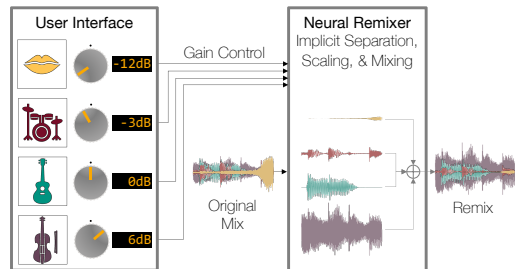 User Interface
-12dB
-3dB
0dB
6dB
Gain Control
Original
Mix
Neural Remixer
Implicit Separation,
Scaling, & Mixing
Remix